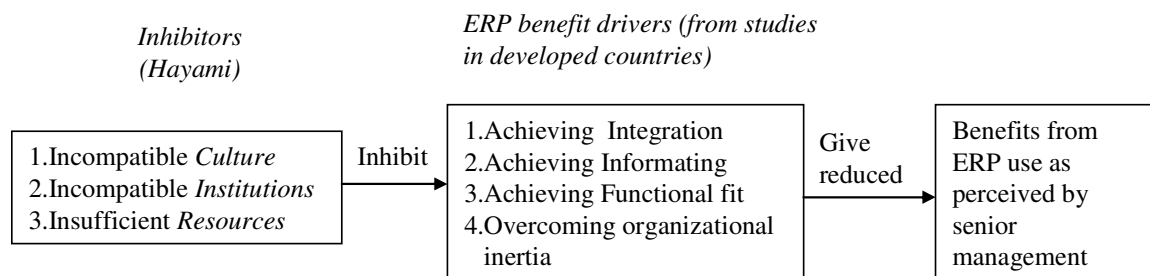 Inhibitors
(Hayami)
ERP benefit drivers (from studies
in developed countries)
1.Incompatible Culture
2.Incompatible Institutions
3.Insufficient Resources
Inhibit
1.Achieving Integration
2.Achieving Informating
3.Achieving Functional fit
4.Overcoming organizational
inertia
Give
reduced
Benefits from
ERP use as
perceived by
senior
management